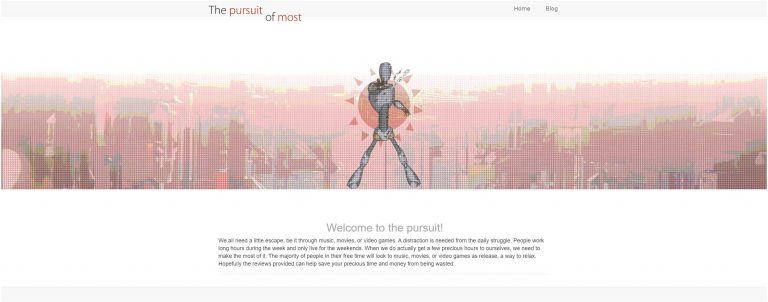 The pursuit
of most
Home
Blog
Welcome to the pursuit!
We all need a little escape, be it through music, movies, or video games. A distraction is needed from the daily struggle. People work
long hours during the week and only live for the weekends. When we do actually get a few precious hours to ourselves, we need to
make the most of it. The majority of people in their free time will look to music, movies, or video games as release, a way to relax.
Hopefully the reviews provided can help save your precious time and money from being wasted